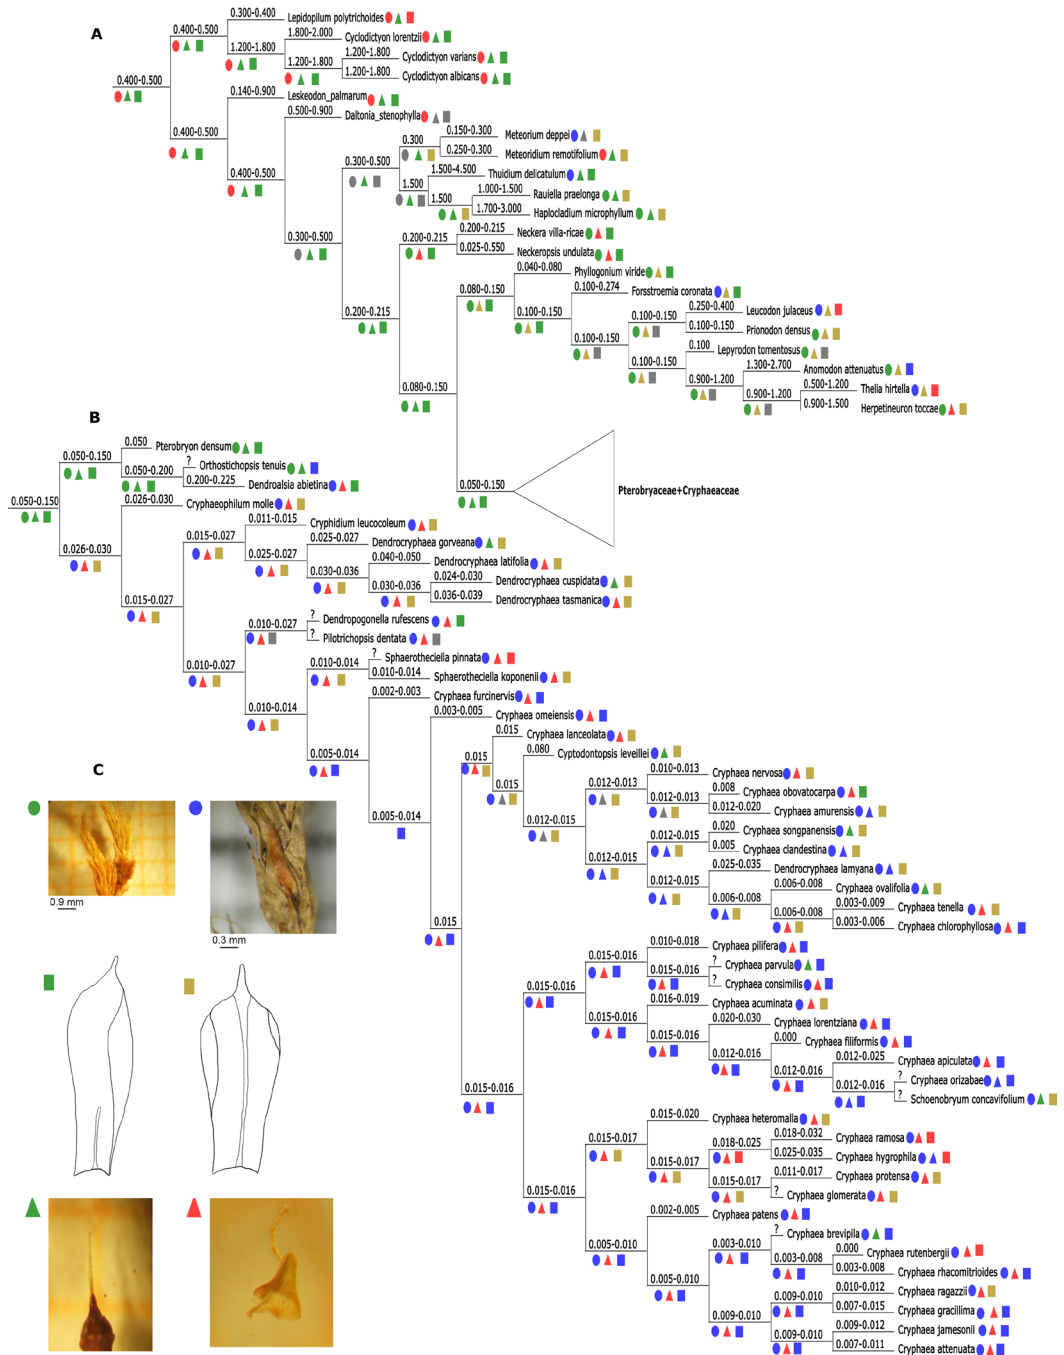 A
0.400-0.500
0.400-0.500
0.300-0.400
Lepidopilum polytrichoides
1.200-1.800
1.800-2.000
Cyclodictyon lorentzii
1.200-1.800
1.200-1.800
Cyclodictyon varians
1.200-1.800
Cyclodictyon albicans
0.400-0.500
0.140-0.900
Leskeodon_palmarum
0.400-0.500
0.500-0.900
Daltonia_stenophylla
0.300-0.500
0.300-0.500
0.300
0.150-0.300
Meteorium deppei
0.250-0.300
Meteoridium remotifolium
1.500
1.500-4.500
Thuidium delicatulum
1.500
1.000-1.500
Rauiella praelonga
1.700-3.000
Haplocladium microphyllum
0.200-0.215
0.200-0.215
0.200-0.215
Neckera villa-ricae
0.025-0.550
Neckeropsis undulata
0.080-0.150
0.080-0.150
0.040-0.080
Phyllogonium viride
0.100-0.150
0.100-0.274
Forsstroemia coronata
0.100-0.150
0.100-0.150
0.250-0.400
Leucodon julaceus
0.100-0.150
Prionodon densus
0.100-0.150
0.100
Lepyrodon tomentosus
0.900-1.200
1.300-2.700
Anomodon attenuatus
0.900-1.200
0.500-1.200
Thelia hirtella
0.900-1.500
Herpetineuron toccae
0.050-0.150
Pterobryaceae+Cryphaeaceae
B
0.050-0.150
0.050-0.150
0.050
Pterobryon densum
0.050-0.200
?
Orthostichopsis tenuis
0.200-0.225
Dendroalsia abietina
0.026-0.030
0.026-0.030
Cryphaeophilum molle
0.015-0.027
0.015-0.027
0.011-0.015
Cryphidium leucocoleum
0.025-0.027
0.025-0.027
Dendrocryphaea gorveana
0.030-0.036
0.040-0.050
Dendrocryphaea latifolia
0.030-0.036
0.024-0.030
Dendrocryphaea cuspidata
0.036-0.039
Dendrocryphaea tasmanica
0.010-0.027
0.010-0.027
?
Dendropogonella rufescens
?
Pilotrichopsis dentata
0.010-0.014
0.010-0.014
?
Sphaerotheciella pinnata
0.010-0.014
Sphaerotheciella koponenii
0.005-0.014
0.002-0.003
Cryphaea furcinervis
0.005-0.014
0.003-0.005
Cryphaea omeiensis
0.015
0.015
0.015
Cryphaea lanceolata
0.015
0.080
Cyptodontopsis leveillei
0.012-0.015
0.012-0.013
0.010-0.013
Cryphaea nervosa
0.012-0.013
0.008
Cryphaea obovatocarpa
0.012-0.020
Cryphaea amurensis
0.012-0.015
0.012-0.015
0.020
Cryphaea songpanensis
0.005
Cryphaea clandestina
0.012-0.015
0.025-0.035
Dendrocryphaea lamyana
0.006-0.008
0.006-0.008
Cryphaea ovalifolia
0.006-0.008
0.003-0.009
Cryphaea tenella
0.003-0.006
Cryphaea chlorophyllosa
0.015-0.016
0.015-0.016
0.015-0.016
0.010-0.018
Cryphaea pilifera
0.015-0.016
?
Cryphaea parvula
?
Cryphaea consimilis
0.015-0.016
0.016-0.019
Cryphaea acuminata
0.015-0.016
0.020-0.030
Cryphaea lorentziana
0.012-0.016
0.000
Cryphaea filiformis
0.012-0.016
0.012-0.025
Cryphaea apiculata
0.012-0.016
?
Cryphaea orizabae
?
Schoenobryum concavifolium
0.015-0.016
0.015-0.017
0.015-0.020
Cryphaea heteromalla
0.015-0.017
0.018-0.025
0.018-0.032
Cryphaea ramosa
0.025-0.035
Cryphaea hygrophila
0.015-0.017
0.011-0.017
Cryphaea protensa
?
Cryphaea glomerata
0.005-0.010
0.002-0.005
Cryphaea patens
0.005-0.010
0.003-0.010
?
Cryphaea brevipila
0.003-0.008
0.000
Cryphaea rutenbergii
0.003-0.008
Cryphaea rhacomitrioides
0.009-0.010
0.009-0.010
0.010-0.012
Cryphaea ragazzii
0.007-0.015
Cryphaea gracillima
0.009-0.010
0.009-0.012
Cryphaea jamesonii
0.007-0.011
Cryphaea attenuata
C
0.9 mm
0.3 mm